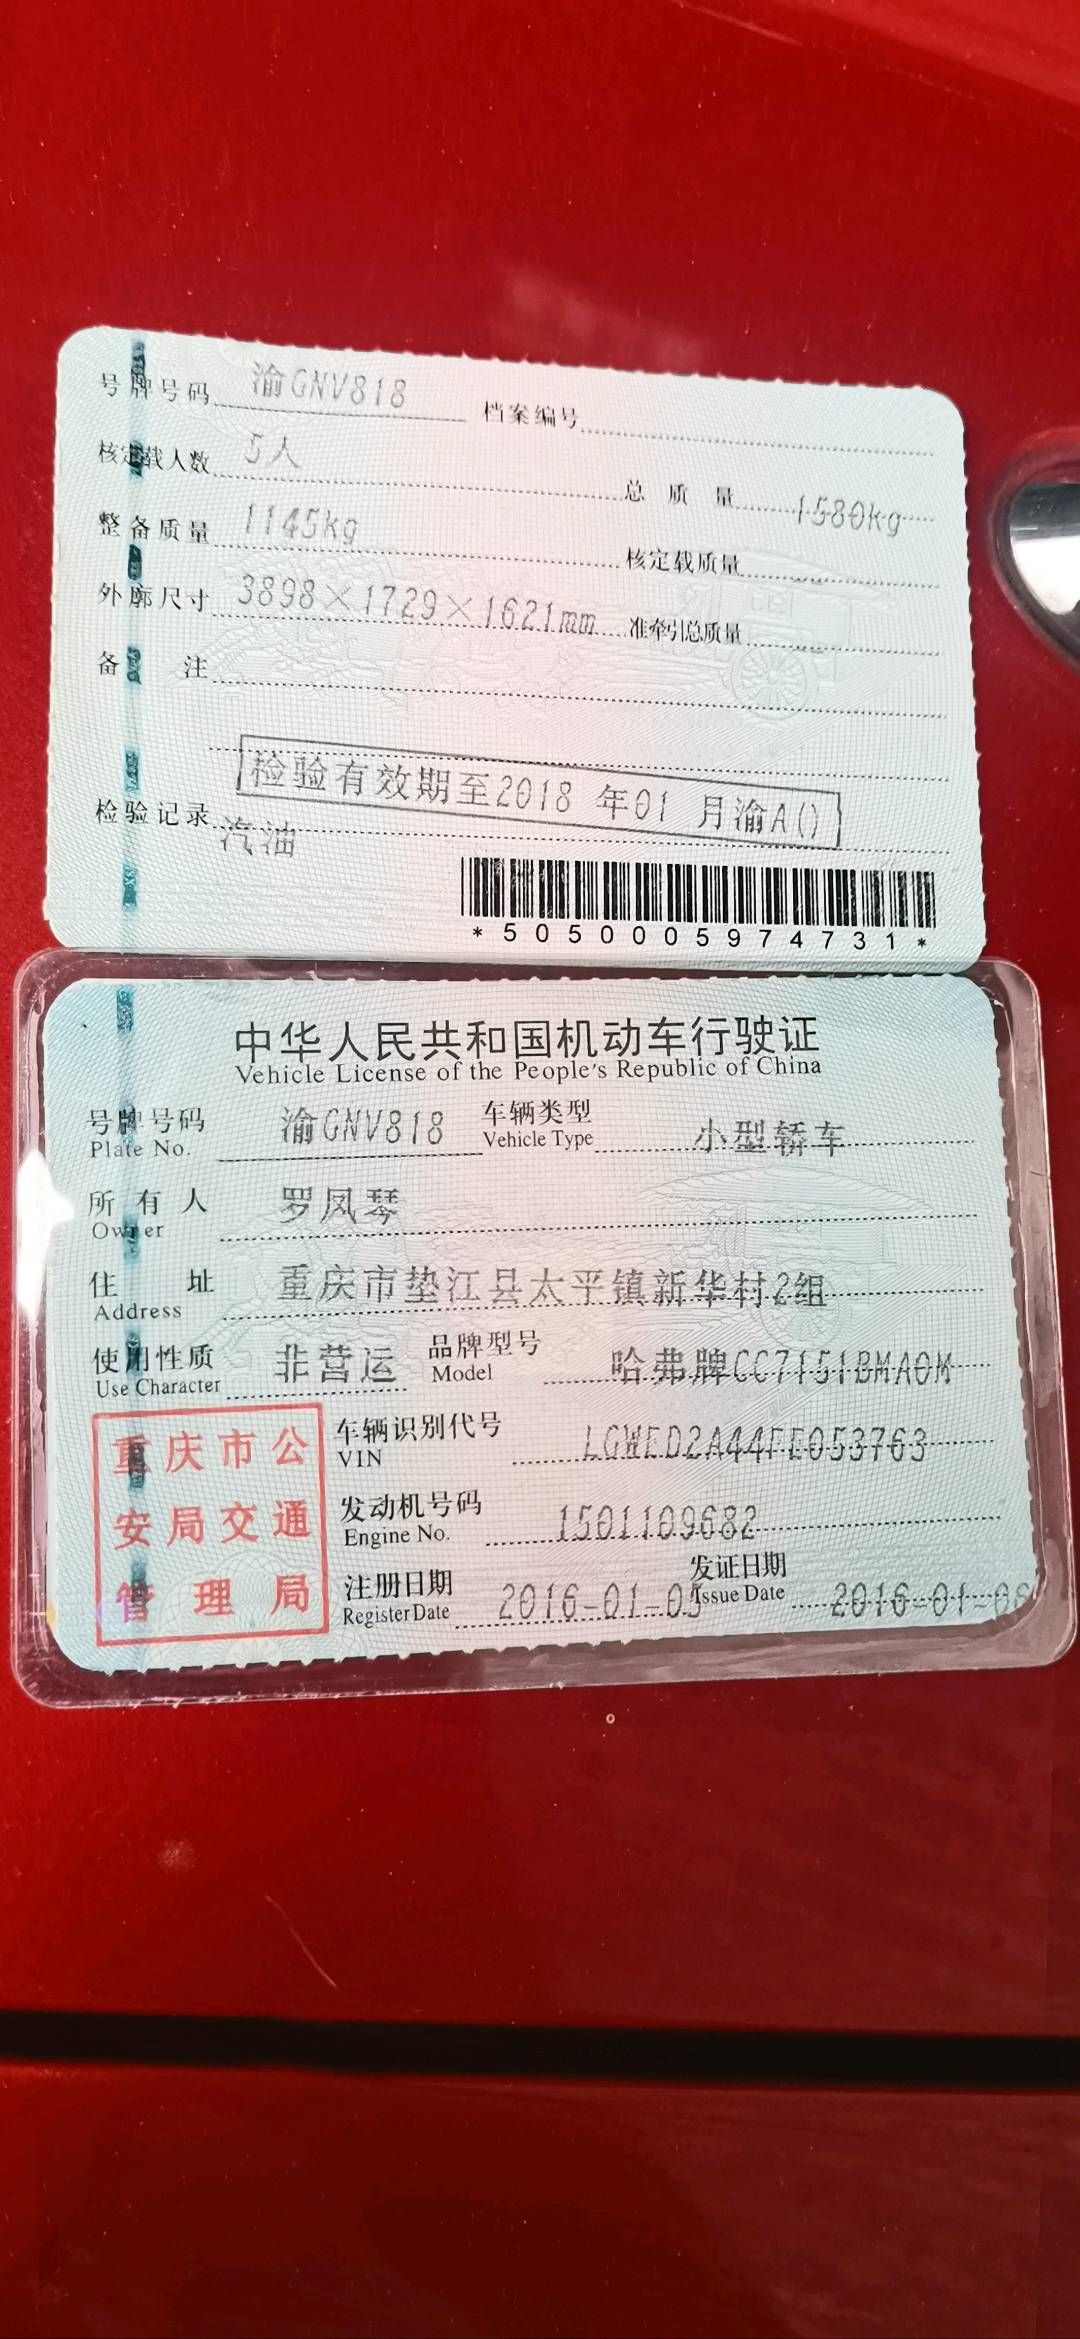 号牌号码 渝GNV818 档案编号
核定载人数 5人 总质量 1580kg
整备质量 1145kg 核定载质量
外廓尺寸 3898×1729×1621mm 准牵引总质量
备注
检验有效期至2018 年01 月渝A()
检验记录 汽油
*5050005974731*
中华人民共和国机动车行驶证
Vehicle License of the People's Republic of China
号牌号码 渝GNV818 车辆类型 小型轿车
Plate No. Vehicle Type
所有人 罗凤琴
Owner
住址 重庆市垫江县太平镇新华村2组
Address
使用性质 非营运 品牌型号 哈弗牌CC7151BMA0M
Use Character Model
重庆市公
安局交通
管理局
车辆识别代号 LGWED2A44FE053763
VIN
发动机号码 1501109682
Engine No.
注册日期 2016-01-05 发证日期 2016-01-06
Register Date Issue Date